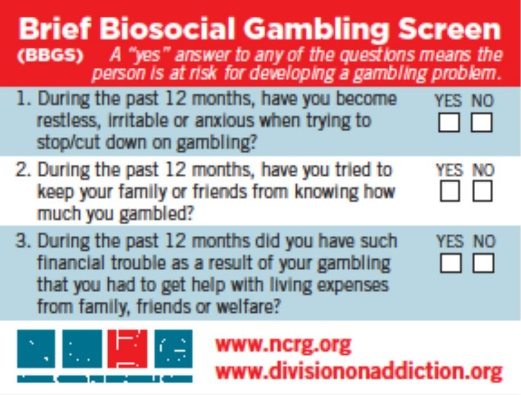 Brief Biosocial Gambling Screen
(BBGS) A “yes” answer to any of the questions means the
person is at risk for developing a gambling problem.
1. During the past 12 months, have you become YES NO
restless, irritable or anxious when trying to
stop/cut down on gambling?
2. During the past 12 months, have you tried to YES NO
keep your family or friends from knowing how
much you gambled?
3. During the past 12 months did you have such YES NO
financial trouble as a result of your gambling
that you had to get help with living expenses
from family, friends or welfare?
www.ncrg.org
www.divisiononaddiction.org